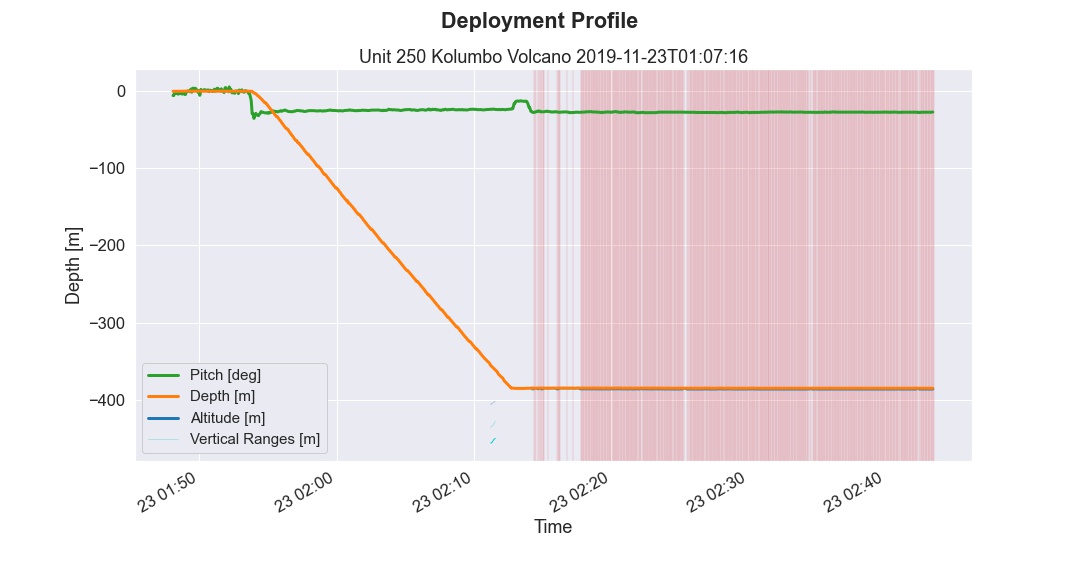 Deployment Profile
Unit 250 Kolumbo Volcano 2019-11-23T01:07:16
0
−100
−200
−300
−400
Depth [m]
Pitch [deg]
Depth [m]
Altitude [m]
Vertical Ranges [m]
23 01:50
23 02:00
23 02:10
23 02:20
23 02:30
23 02:40
Time